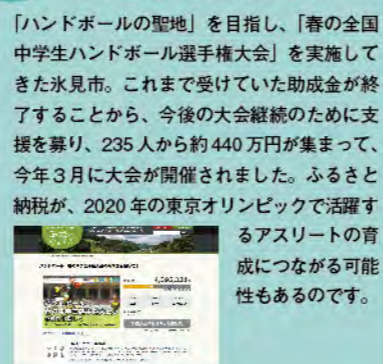 「ハンドボールの聖地」を目指し、「春の全国
中学生ハンドボール選手権大会」を実施して
きた氷見市。これまで受けていた助成金が終
了することから、今後の大会継続のために支
援を募り、235人から約440万円が集まって、
今年3月に大会が開催されました。ふるさと
納税が、2020年の東京オリンピックで活躍す
るアスリートの育
成につながる可能
性もあるのです。